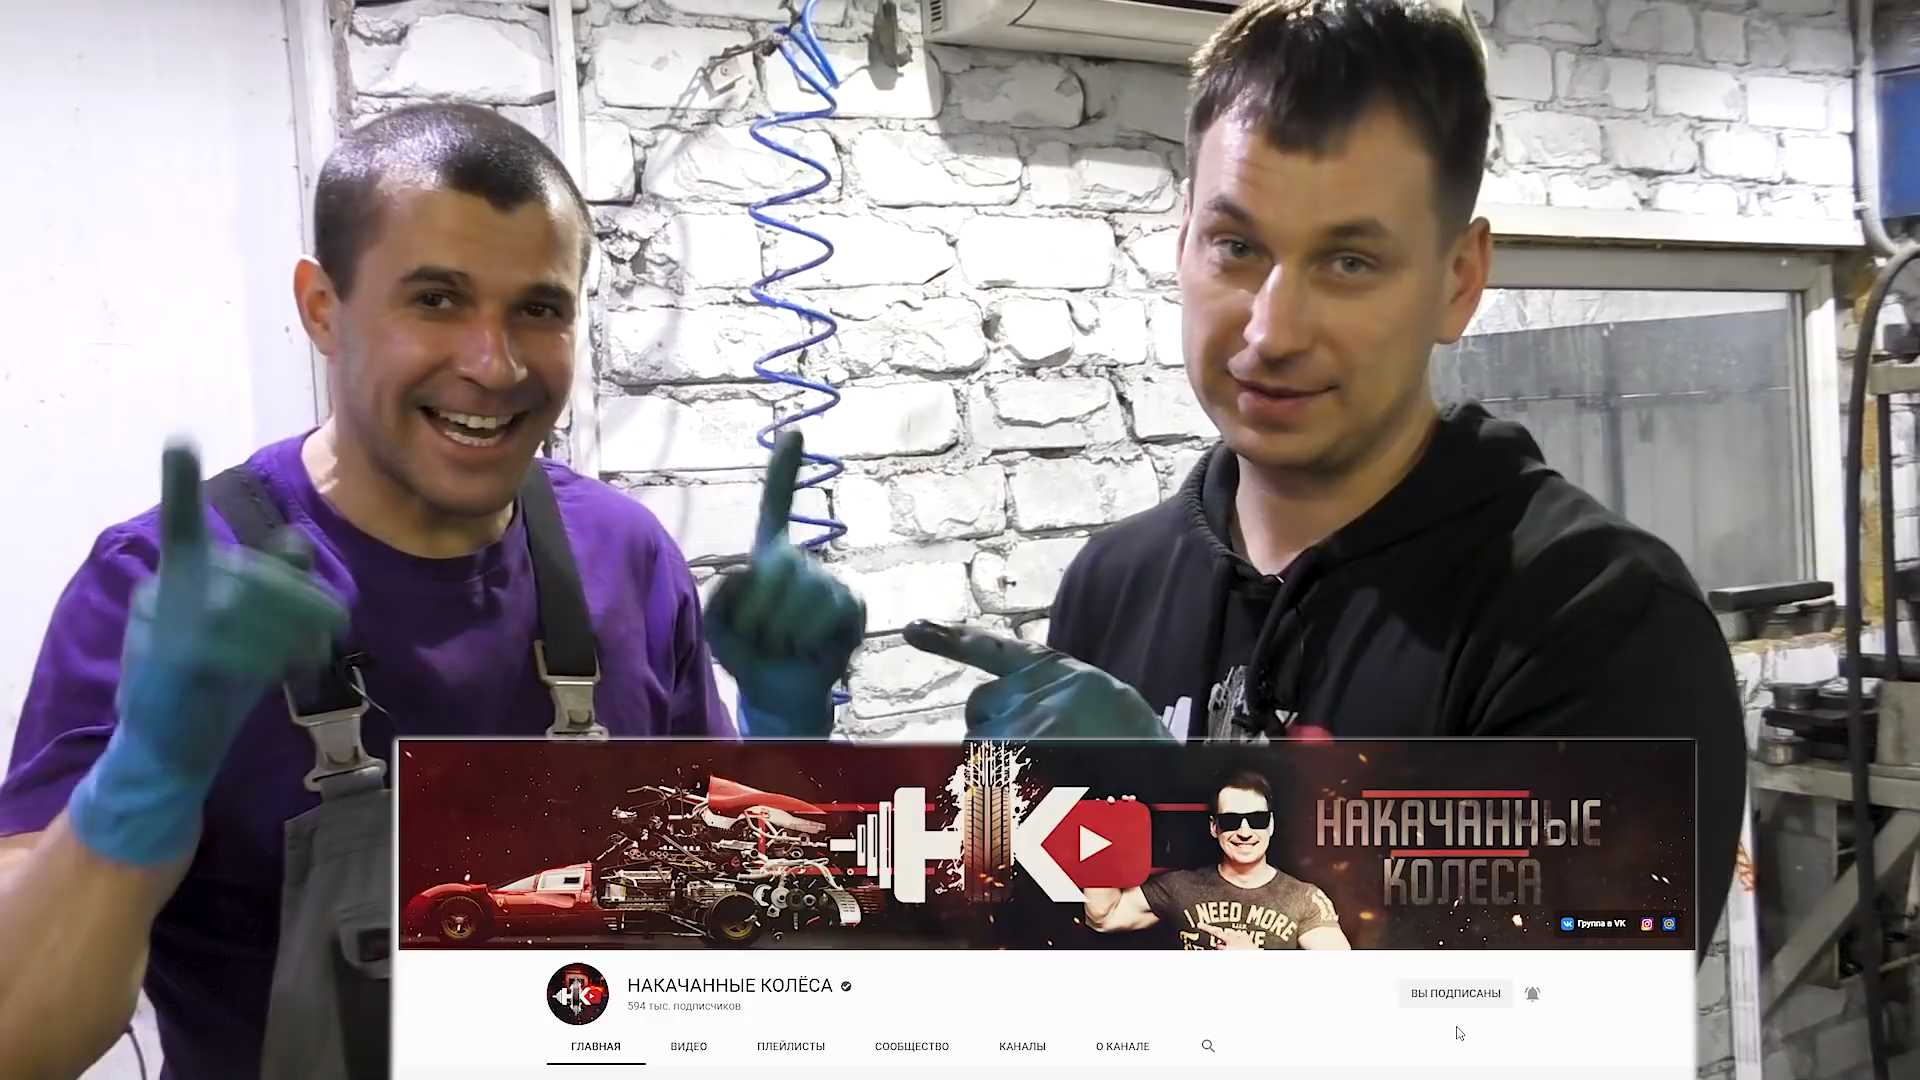 НК
НАКАЧАННЫЕ
КОЛЕСА
I NEED MORE
Группа в VK
НАКАЧАННЫЕ КОЛЁСА
594 тыс. подписчиков
ВЫ ПОДПИСАНЫ
ГЛАВНАЯ
ВИДЕО
ПЛЕЙЛИСТЫ
СООБЩЕСТВО
КАНАЛЫ
О КАНАЛЕ